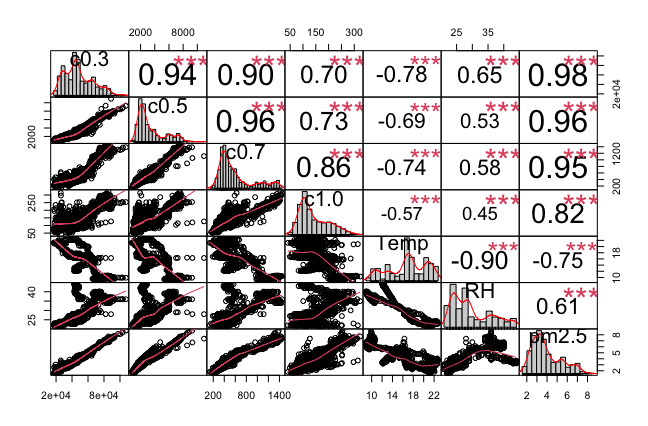 2000 8000 50 150 300 25 35
c0.3 0.94 *** 0.90 *** 0.70 *** -0.78 *** 0.65 *** 0.98 *** 2e+04
2000 c0.5 0.96 *** 0.73 *** -0.69 *** 0.53 *** 0.96 ***
c0.7 0.86 *** -0.74 *** 0.58 *** 0.95 *** 200 1200
50 250 c1.0 -0.57 *** 0.45 *** 0.82 ***
Temp -0.90 *** -0.75 *** 10 18
25 40 RH 0.61 ***
pm2.5 2 4 6 8
2e+04 8e+04 200 800 1400 10 14 18 22 2 4 6 8